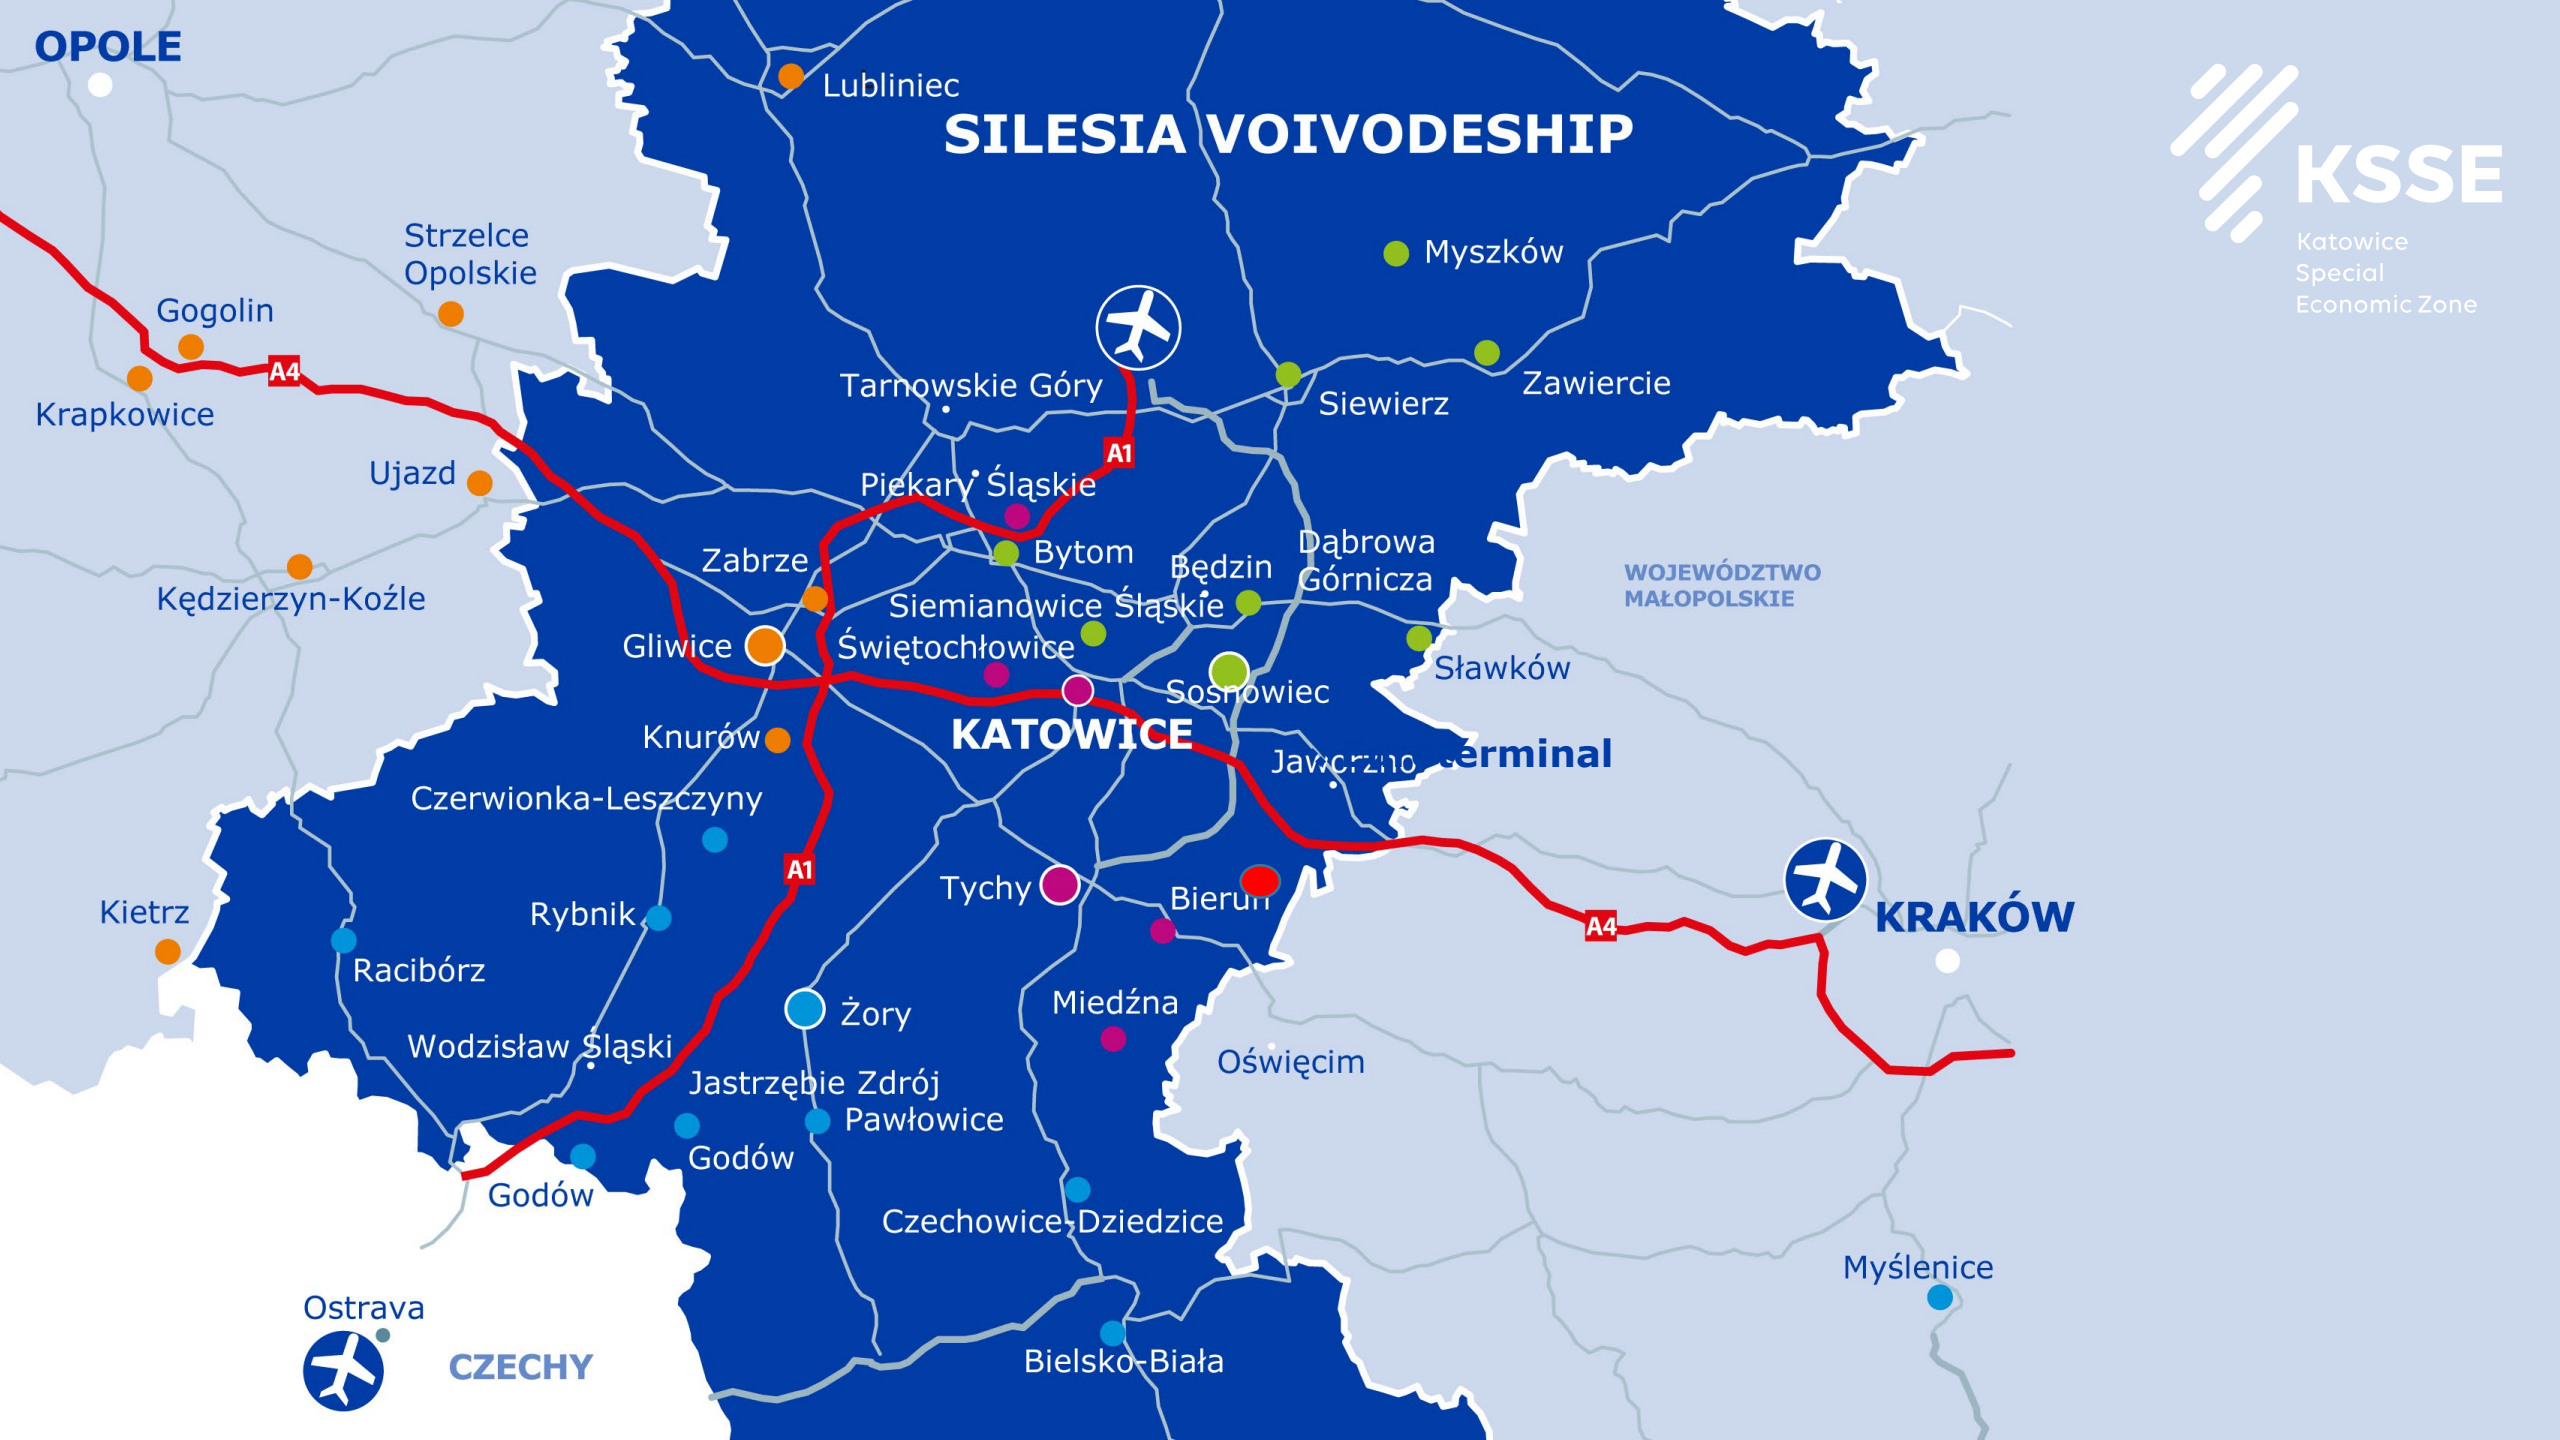 OPOLE
Lubliniec
SILESIA VOIVODESHIP
KSSE
Katowice
Special
Economic Zone
Strzelce
Opolskie
Myszków
Gogolin
A4
Krapkowice
Tarnowskie Góry
Siewierz
Zawiercie
A1
Ujazd
Piekary Śląskie
Zabrze
Bytom
Będzin
Dąbrowa
Górnicza
WOJEWÓDZTWO
MAŁOPOLSKIE
Kędzierzyn-Koźle
Siemianowice Śląskie
Gliwice
Świętochłowice
Sławków
Sosnowiec
Knurów
KATOWICE
Jaworzno
Czerwionka-Leszczyny
A1
Tychy
Bieruń
Kietrz
Rybnik
A4
KRAKÓW
Racibórz
Żory
Miedźna
Wodzisław Śląski
Oświęcim
Jastrzębie Zdrój
Pawłowice
Godów
Godów
Czechowice-Dziedzice
Myślenice
Ostrava
CZECHY
Bielsko-Biała